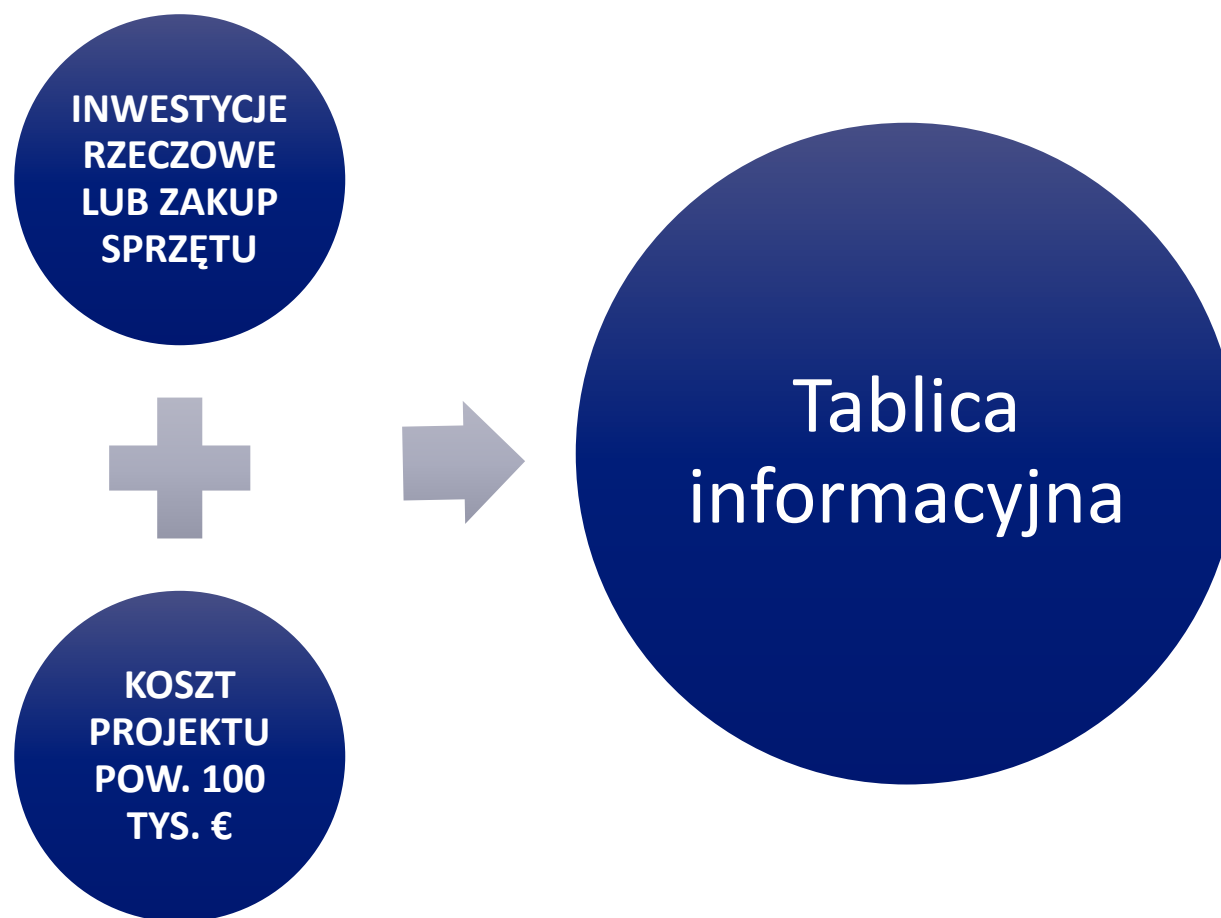 INWESTYCJE
RZECZOWE
LUB ZAKUP
SPRZĘTU
KOSZT
PROJEKTU
POW. 100
TYS. €
Tablica
informacyjna